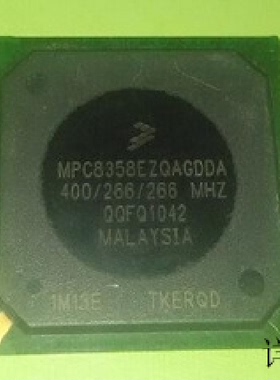 MPC8358EZQAGDDA
400/266/266 MHZ
QQFQ1042
MALAYSIA
1M13E TKERQD